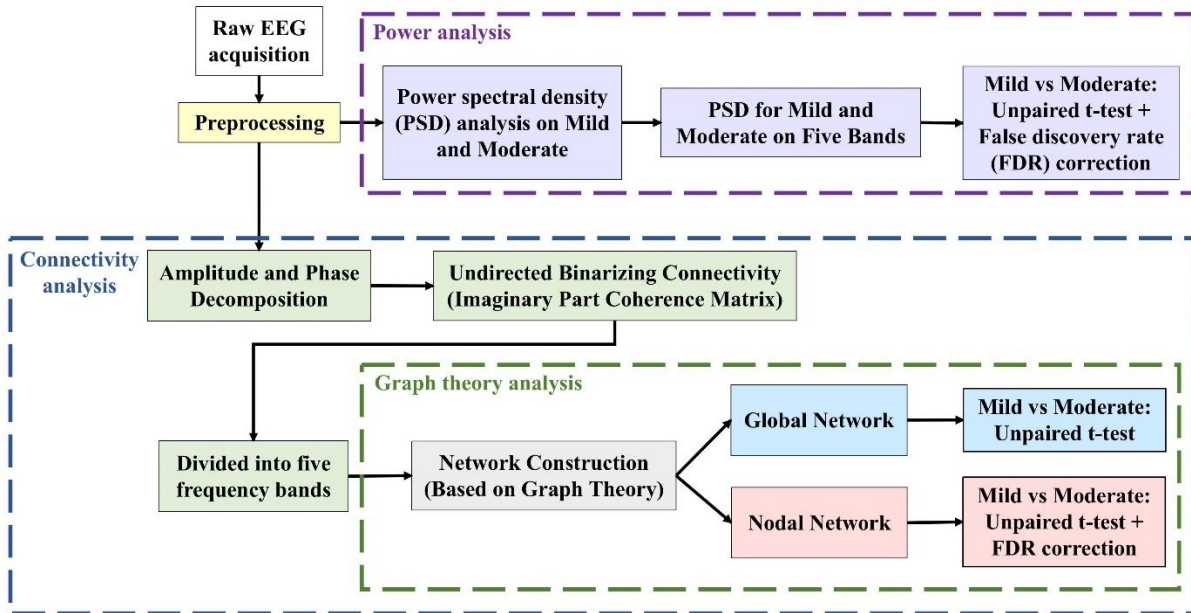 Raw EEG
acquisition
Preprocessing
Power analysis
Power spectral density
(PSD) analysis on Mild
and Moderate
PSD for Mild and
Moderate on Five Bands
Mild vs Moderate:
Unpaired t-test +
False discovery rate
(FDR) correction
Connectivity
analysis
Amplitude and Phase
Decomposition
Undirected Binarizing Connectivity
(Imaginary Part Coherence Matrix)
Divided into five
frequency bands
Graph theory analysis
Network Construction
(Based on Graph Theory)
Global Network
Mild vs Moderate:
Unpaired t-test
Nodal Network
Mild vs Moderate:
Unpaired t-test +
FDR correction